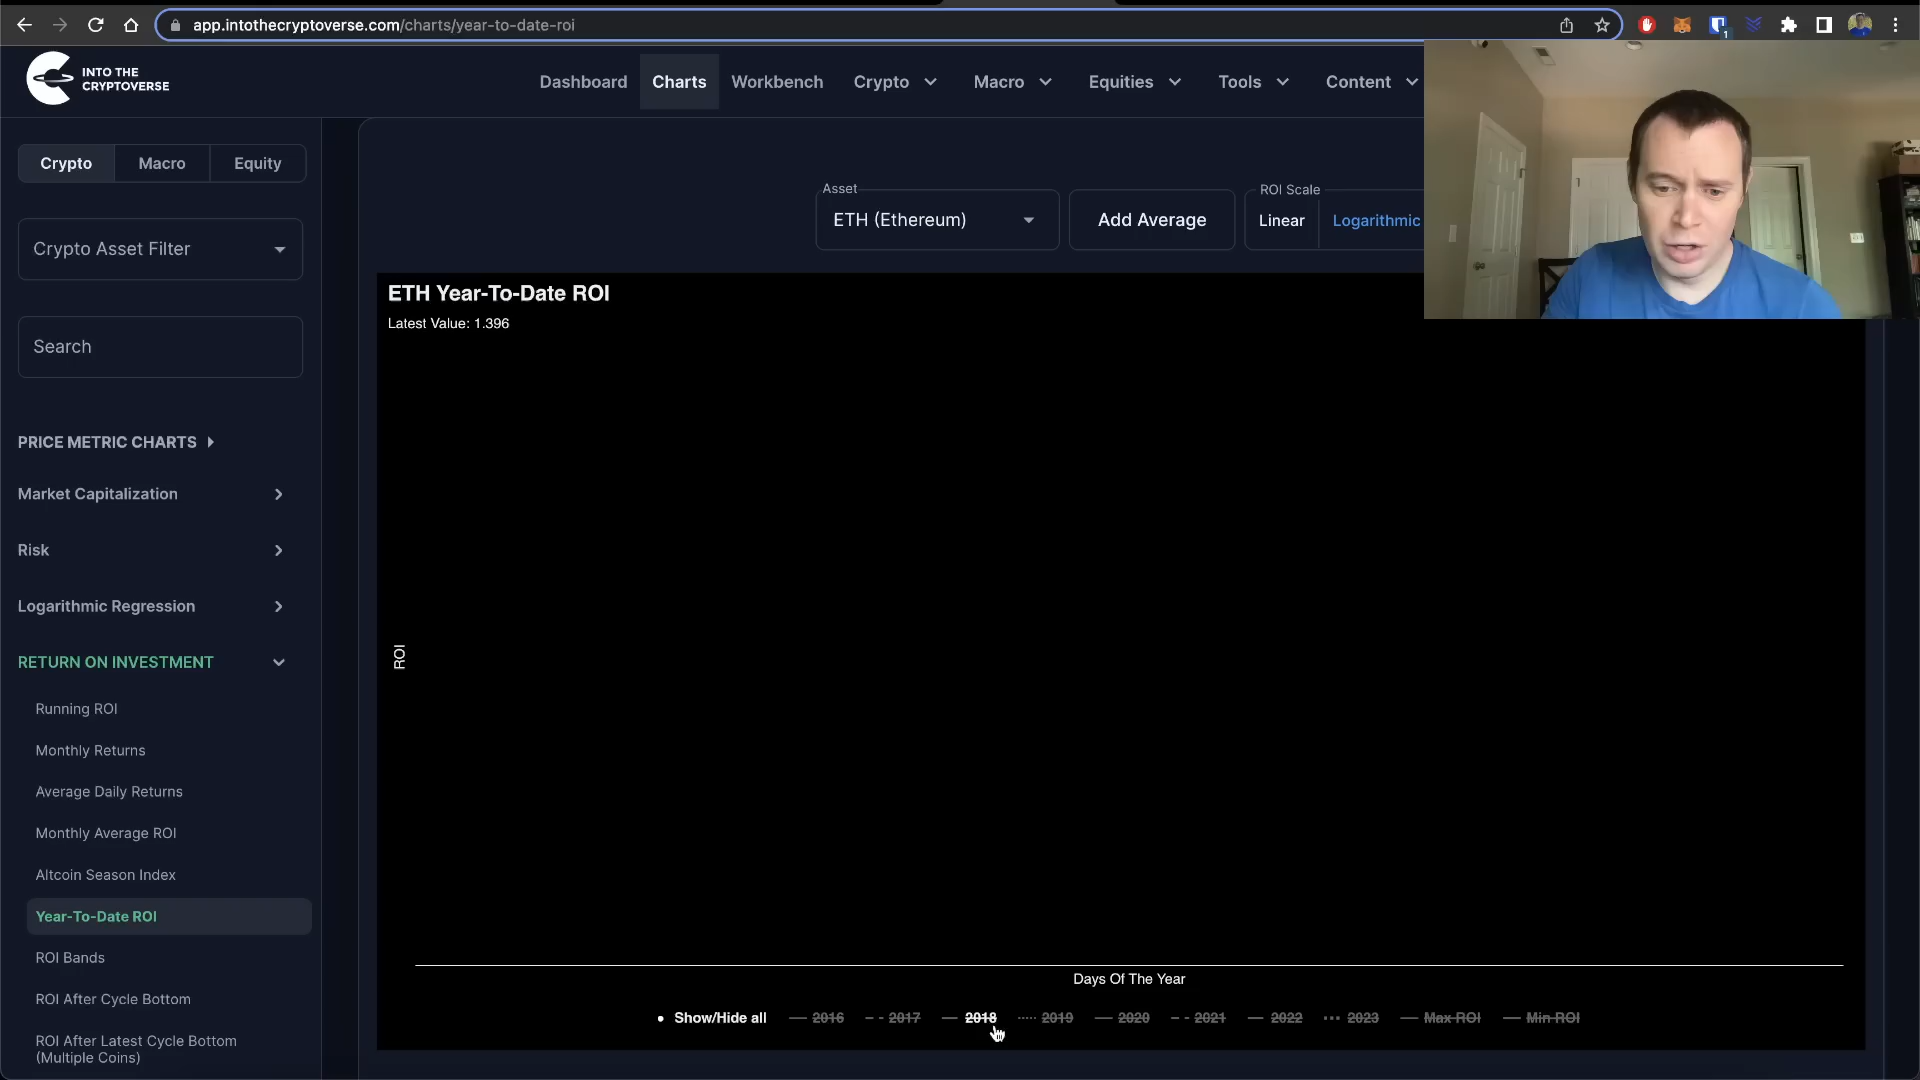 app.intothecryptoverse.com/charts/year-to-date-roi
1
INTO THE
CRYPTOVERSE
Dashboard
Charts
Workbench
Crypto
Macro
Equities
Tools
Content
Crypto
Macro
Equity
Crypto Asset Filter
Search
PRICE METRIC CHARTS
Market Capitalization
Risk
Logarithmic Regression
RETURN ON INVESTMENT
Running ROI
Monthly Returns
Average Daily Returns
Monthly Average ROI
Altcoin Season Index
Year-To-Date ROI
ROI Bands
ROI After Cycle Bottom
ROI After Latest Cycle Bottom
(Multiple Coins)
Asset
ETH (Ethereum)
Add Average
ROI Scale
Linear
Logarithmic
ETH Year-To-Date ROI
Latest Value: 1.396
ROI
Days Of The Year
Show/Hide all
2016
2017
2018
2019
2020
2021
2022
2023
Max ROI
Min ROI